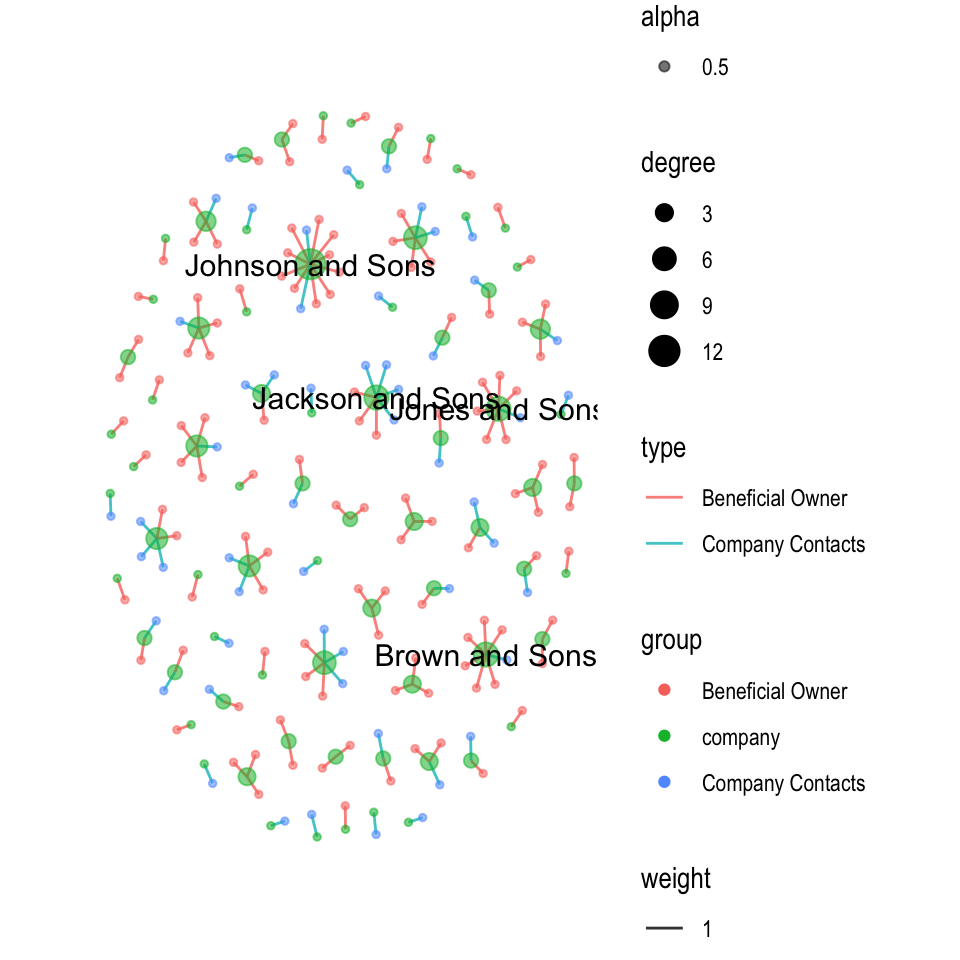 Johnson and Sons
Jackson and Sons
Jones and Sons
Brown and Sons
alpha
0.5
degree
3
6
9
12
type
Beneficial Owner
Company Contacts
group
Beneficial Owner
company
Company Contacts
weight
1